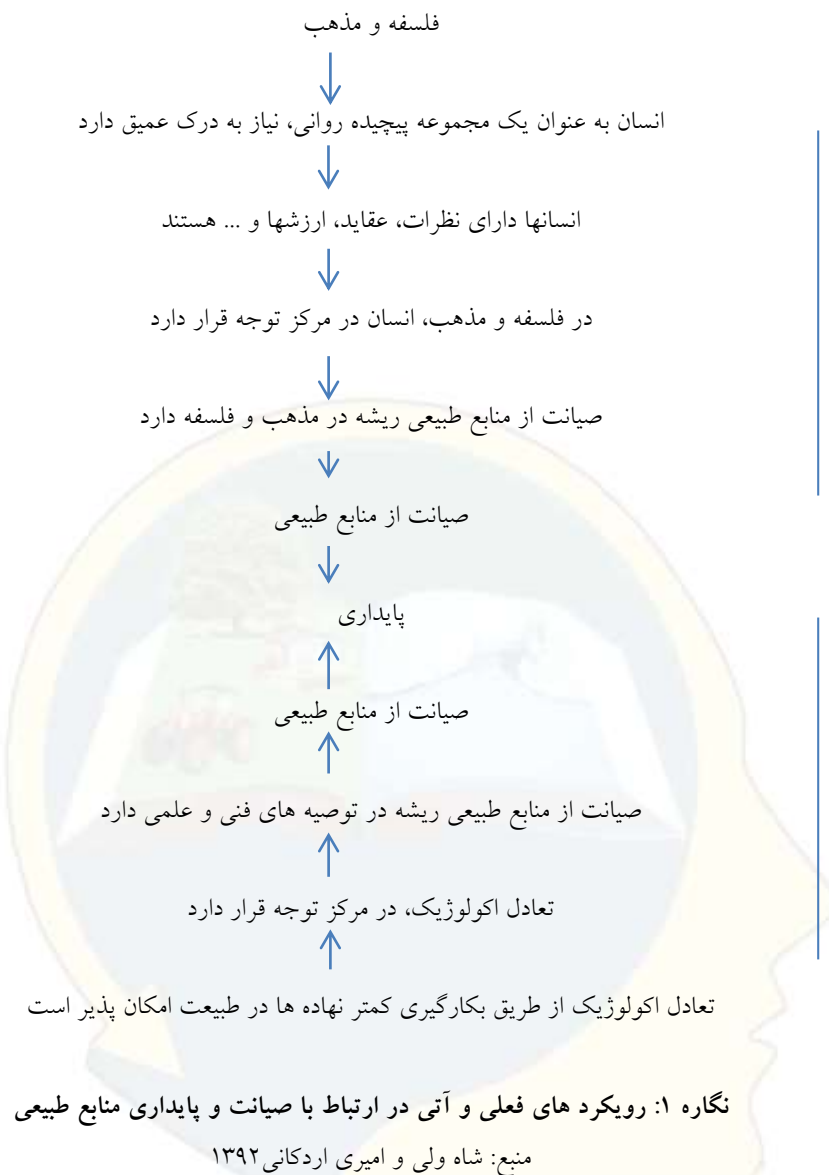 فلسفه و مذهب
انسان به عنوان یک مجموعه پیچیده روانی، نیاز به درک عمیق دارد
انسانها دارای نظرات، عقاید، ارزشها و ... هستند
در فلسفه و مذهب، انسان در مرکز توجه قرار دارد
صیانت از منابع طبیعی ریشه در مذهب و فلسفه دارد
صیانت از منابع طبیعی
پایداری
صیانت از منابع طبیعی
صیانت از منابع طبیعی ریشه در توصیه های فنی و علمی دارد
تعادل اکولوژیک، در مرکز توجه قرار دارد
تعادل اکولوژیک از طریق بکارگیری کمتر نهاده ها در طبیعت امکان پذیر است
نگاره ۱: رویکرد های فعلی و آتی در ارتباط با صیانت و پایداری منابع طبیعی
منبع: شاه ولی و امیری اردکانی۱۳۹۲